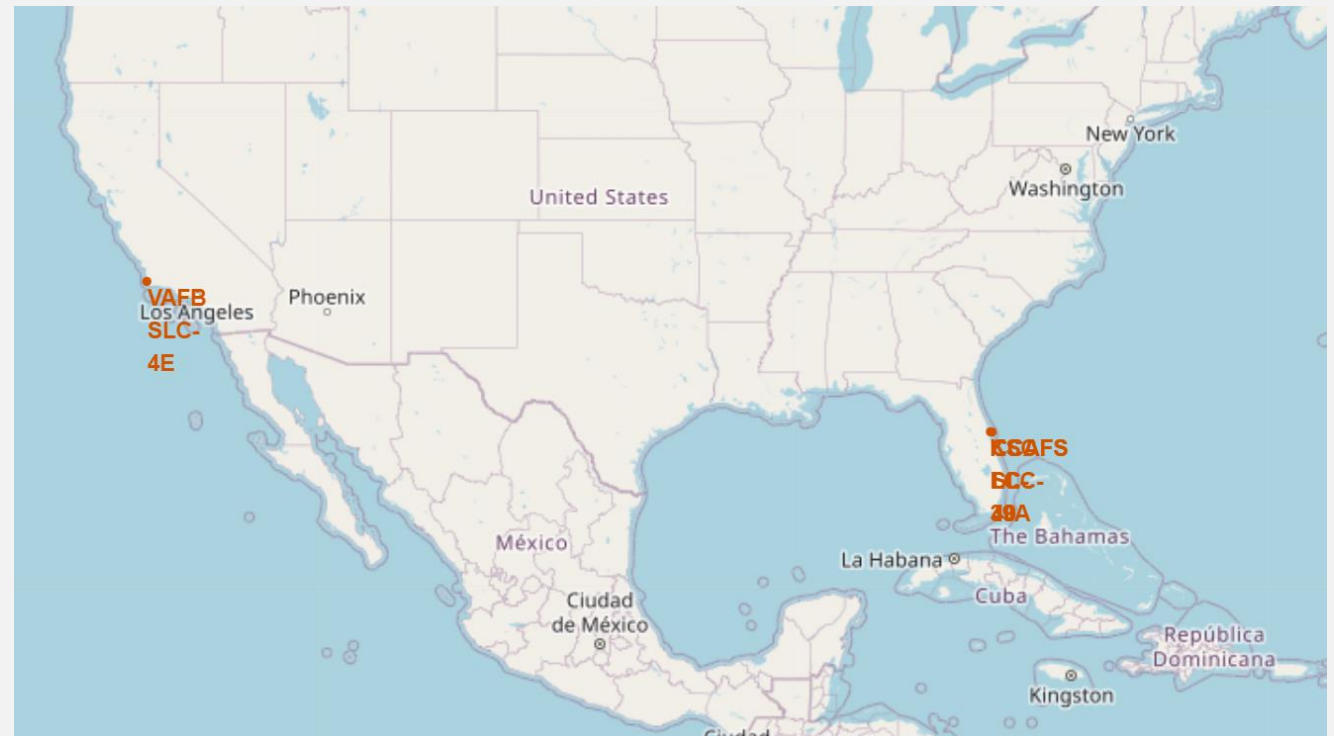 New York
Washington
United States
VAFB
Los Angeles
SLC-
4E
Phoenix
México
The Bahamas
La Habana
Cuba
Ciudad
de México
República
Dominicana
Kingston
Ciudad